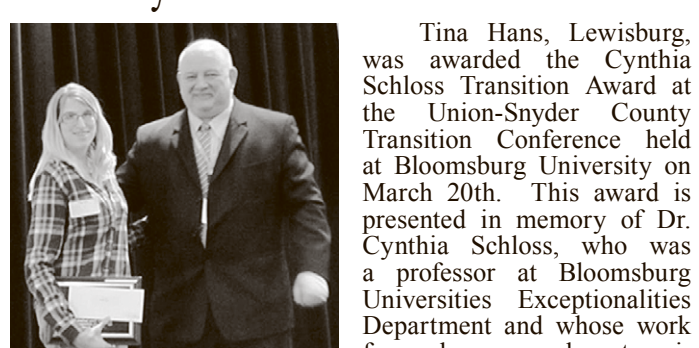 Tina Hans, Lewisburg,
was awarded the Cynthia
Schloss Transition Award at
the Union-Snyder County
Transition Conference held
at Bloomsburg University on
March 20th. This award is
presented in memory of Dr.
Cynthia Schloss, who was
a professor at Bloomsburg
Universities Exceptionalities
Department and whose work